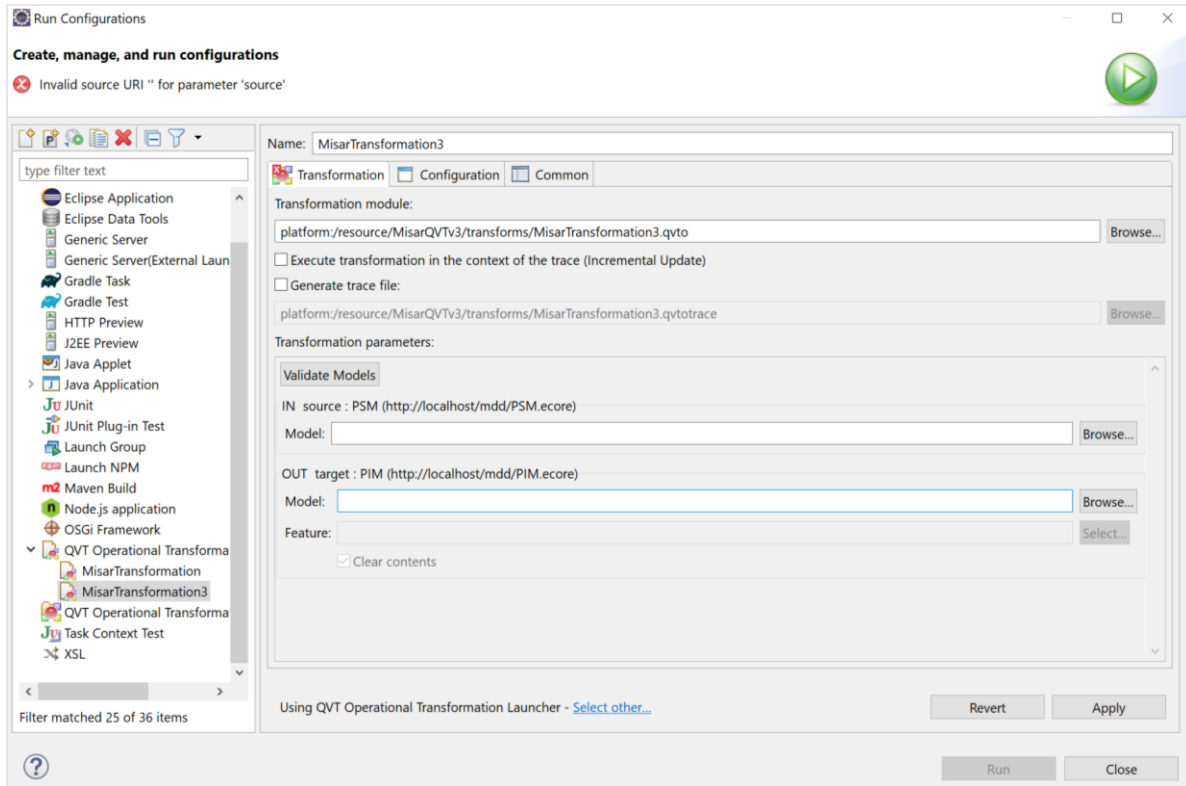 Run Configurations
Create, manage, and run configurations
Invalid source URI '' for parameter 'source'
type filter text
Eclipse Application
Eclipse Data Tools
Generic Server
Generic Server(External Laun
Gradle Task
Gradle Test
HTTP Preview
J2EE Preview
Java Applet
Java Application
JUnit
JUnit Plug-in Test
Launch Group
Launch NPM
Maven Build
Node.js application
OSGi Framework
QVT Operational Transforma
MisarTransformation
MisarTransformation3
QVT Operational Transforma
Task Context Test
XSL
Filter matched 25 of 36 items
Name: MisarTransformation3
Transformation Configuration Common
Transformation module:
platform:/resource/MisarQVTv3/transforms/MisarTransformation3.qvto Browse...
Execute transformation in the context of the trace (Incremental Update)
Generate trace file:
platform:/resource/MisarQVTv3/transforms/MisarTransformation3.qvtotrace Browse...
Transformation parameters:
Validate Models
IN source : PSM (http://localhost/mdd/PSM.ecore)
Model: Browse...
OUT target : PIM (http://localhost/mdd/PIM.ecore)
Model: Browse...
Feature: Select...
Clear contents
Using QVT Operational Transformation Launcher - Select other...
Revert Apply
Run Close